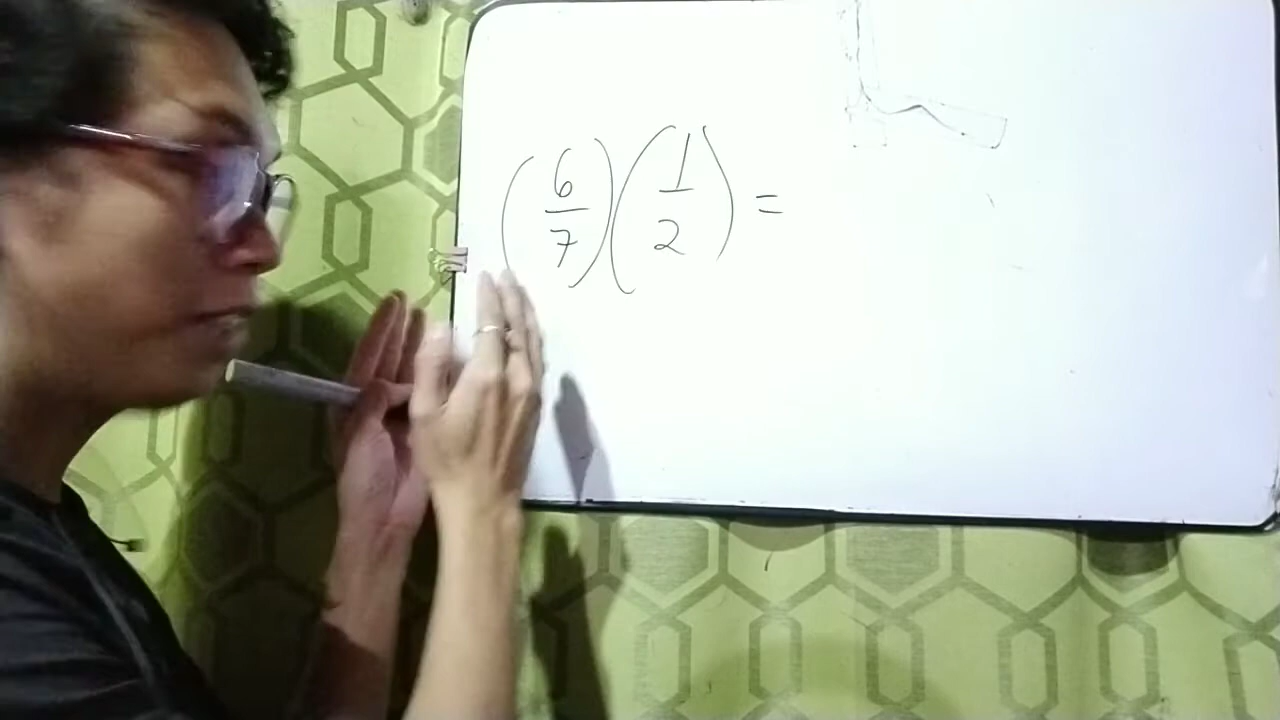 (6/7)(1/2) =